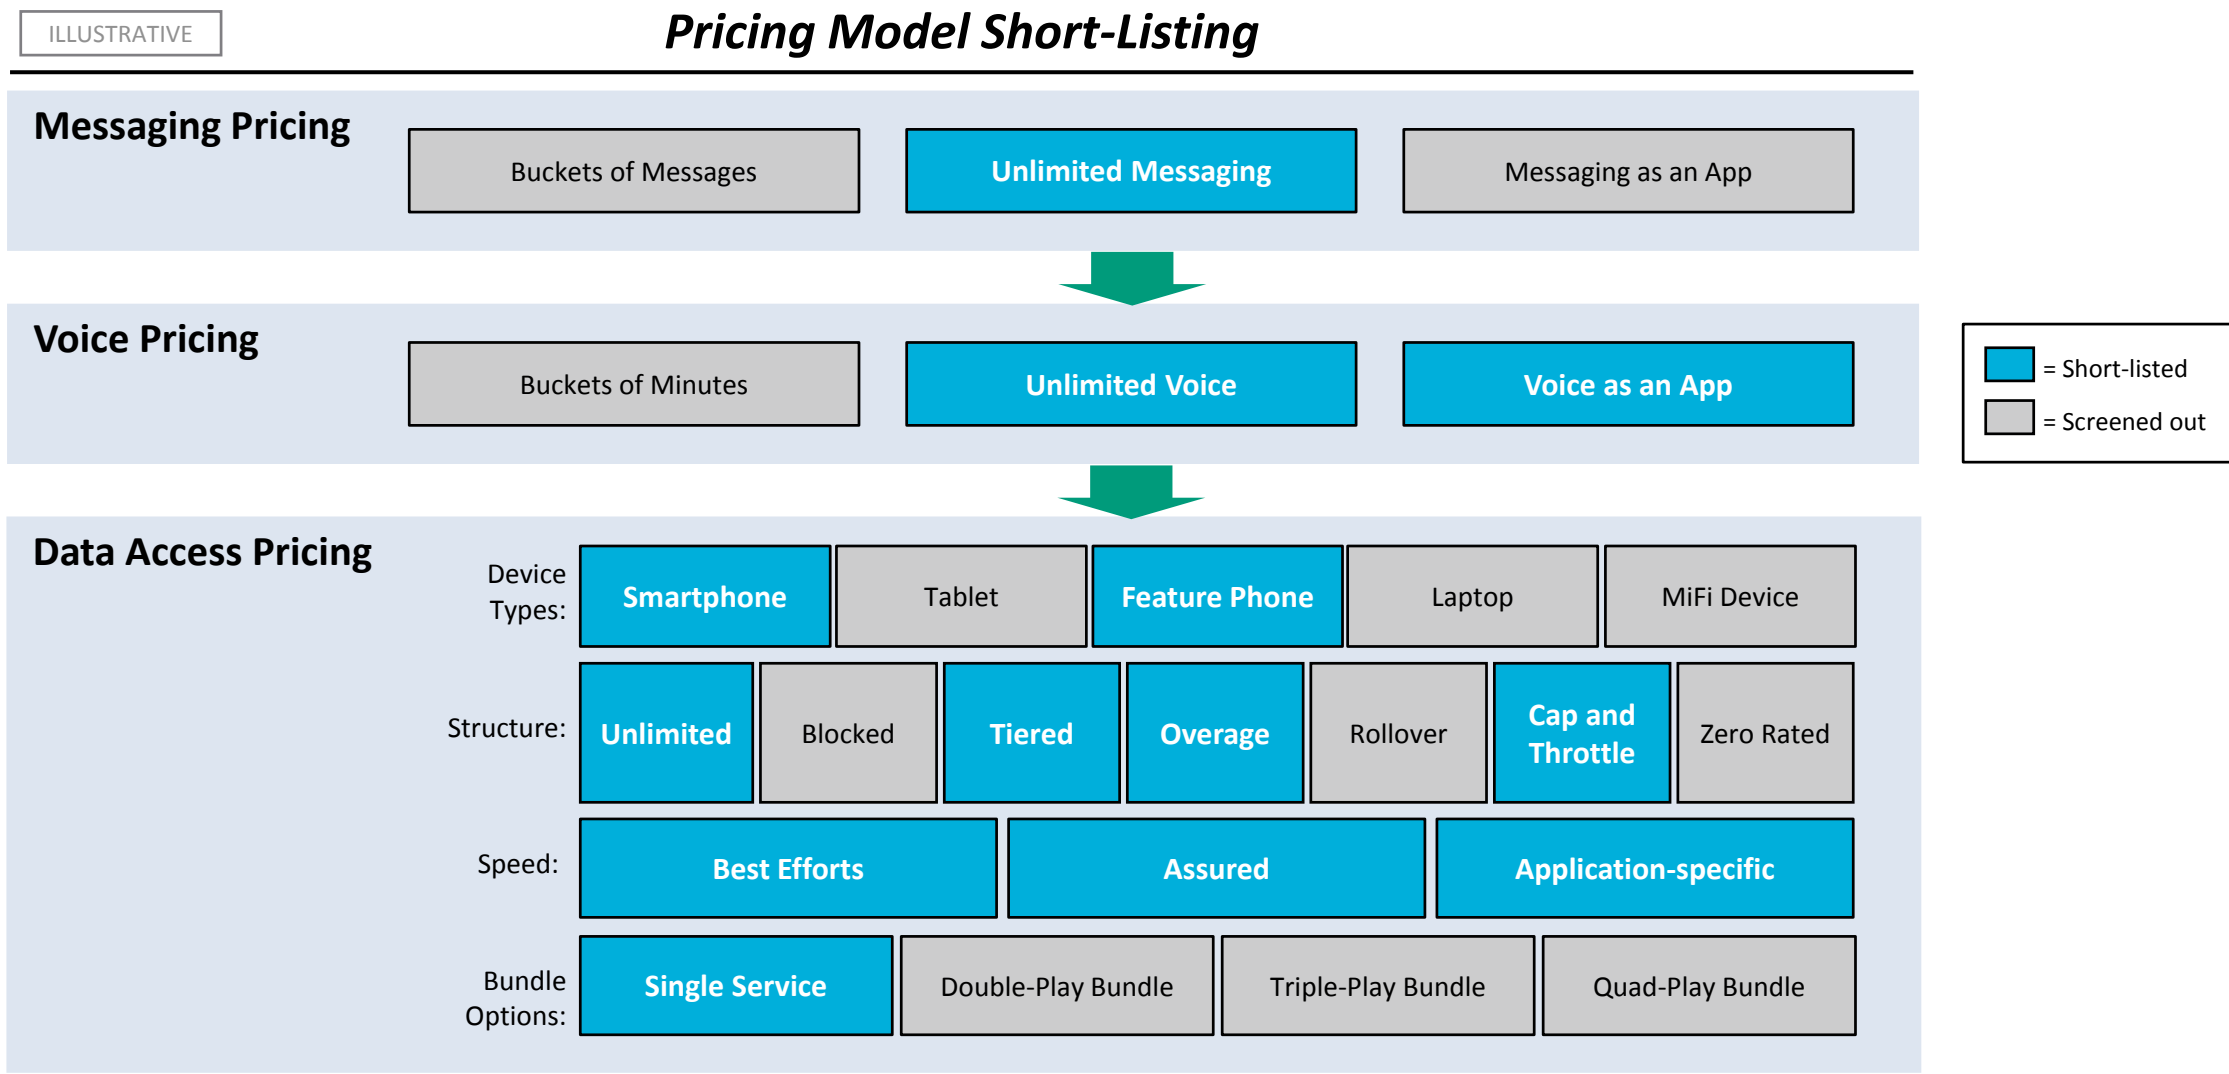 ILLUSTRATIVE
Pricing Model Short-Listing
Messaging Pricing
Buckets of Messages
Unlimited Messaging
Messaging as an App
Voice Pricing
Buckets of Minutes
Unlimited Voice
Voice as an App
= Short-listed
= Screened out
Data Access Pricing
Device
Types:
Smartphone
Tablet
Feature Phone
Laptop
MiFi Device
Structure:
Unlimited
Blocked
Tiered
Overage
Rollover
Cap and
Throttle
Zero Rated
Speed:
Best Efforts
Assured
Application-specific
Bundle
Options:
Single Service
Double-Play Bundle
Triple-Play Bundle
Quad-Play Bundle